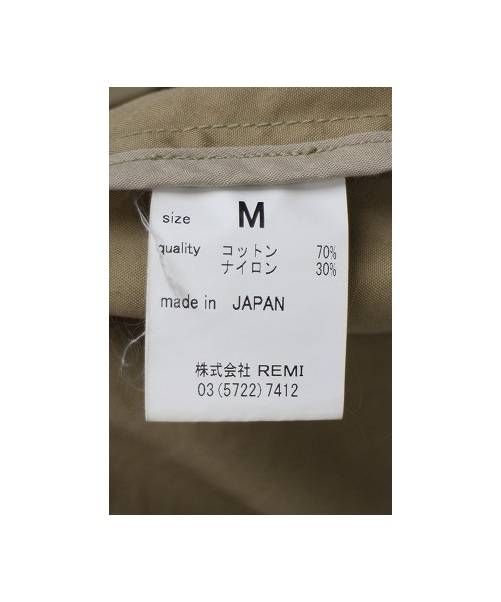 size M
quality コットン 70%
ナイロン 30%
made in JAPAN
株式会社 REMI
03(5722)7412